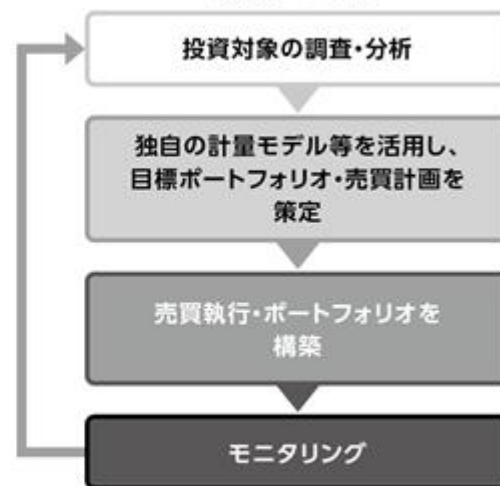 投資対象の調査・分析
独自の計量モデル等を活用し、
目標ポートフォリオ・売買計画を
策定
売買執行・ポートフォリオを
構築
モニタリング